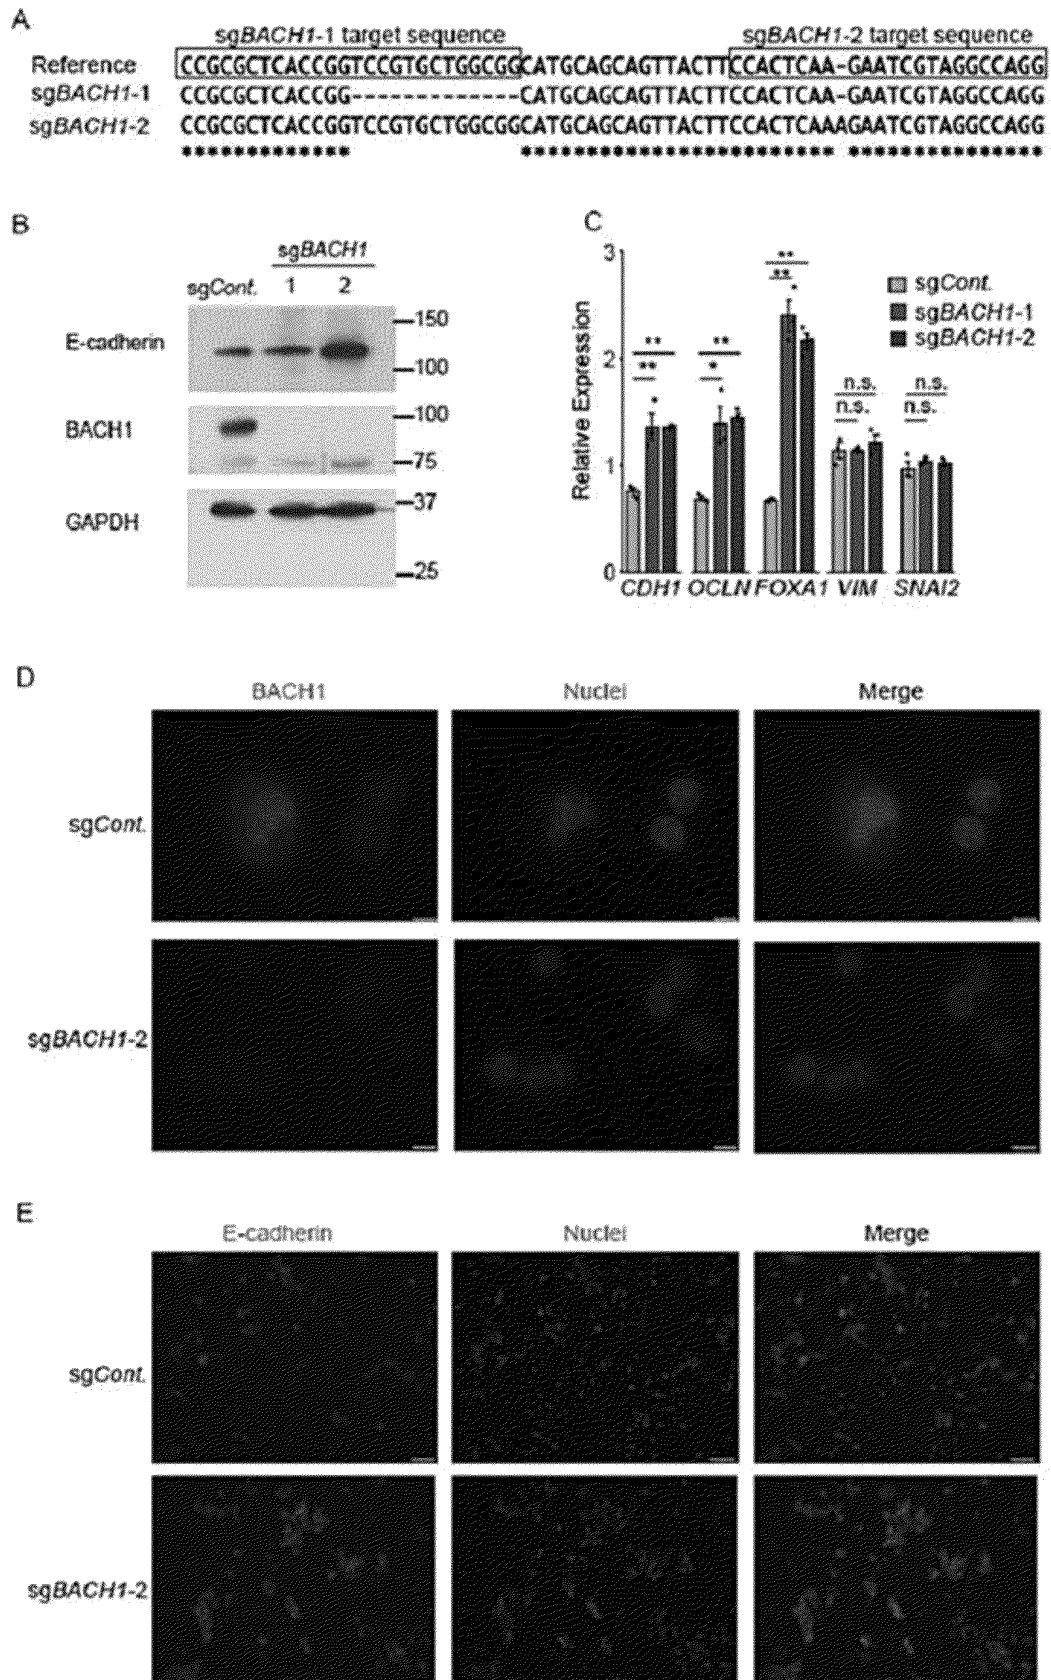 A
sgBACH1-1 target sequence sgBACH1-2 target sequence
Reference CCGCGCTCACCGGTCCGTGCTGGCGGCATGCAGCAGTTACTTCCACTCAA-GAATCGTAGGCCAGG
sgBACH1-1 CCGCGCTCACCGG-------------CATGCAGCAGTTACTTCCACTCAA-GAATCGTAGGCCAGG
sgBACH1-2 CCGCGCTCACCGGTCCGTGCTGGCGGCATGCAGCAGTTACTTCCACTCAAAGAATCGTAGGCCAGG
************* ************************ ***************
B
sgBACH1
sgCont. 1 2
E-cadherin
150
100
BACH1
100
75
GAPDH
37
25
C
Relative Expression
3
2
1
0
sgCont.
sgBACH1-1
sgBACH1-2
** ** ** **
** * n.s. n.s.
n.s. n.s.
CDH1 OCLN FOXA1 VIM SNAI2
D
BACH1 Nuclei Merge
sgCont.
sgBACH1-2
E
E-cadherin Nuclei Merge
sgCont.
sgBACH1-2